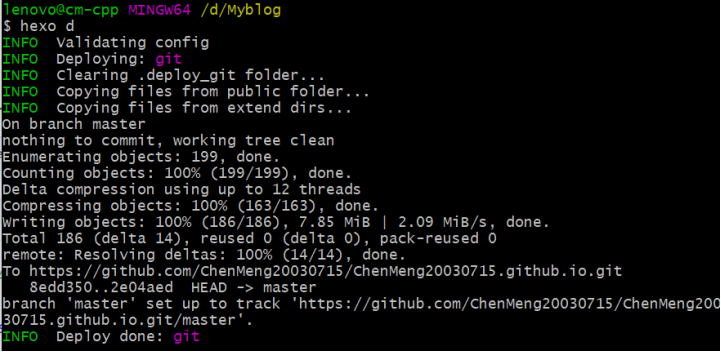 lenovo@cm-cpp MINGW64 /d/Myblog
$ hexo d
INFO  Validating config
INFO  Deploying: git
INFO  Clearing .deploy_git folder...
INFO  Copying files from public folder...
INFO  Copying files from extend dirs...
On branch master
nothing to commit, working tree clean
Enumerating objects: 199, done.
Counting objects: 100% (199/199), done.
Delta compression using up to 12 threads
Compressing objects: 100% (163/163), done.
Writing objects: 100% (186/186), 7.85 MiB | 2.09 MiB/s, done.
Total 186 (delta 14), reused 0 (delta 0), pack-reused 0
remote: Resolving deltas: 100% (14/14), done.
To https://github.com/ChenMeng20030715/ChenMeng20030715.github.io.git
   8edd350..2e04aed  HEAD -> master
branch 'master' set up to track 'https://github.com/ChenMeng20030715/ChenMeng200
30715.github.io.git/master'.
INFO  Deploy done: git